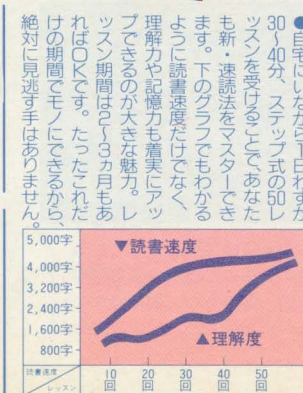 ●自宅にいながら1日わずか
30〜40分、ステップ式の50レ
ッスンを受けることで、あなた
も新・速読法をマスターでき
ます。下のグラフでもわかる
ように読書速度だけでなく、
理解力や記憶力も着実にアッ
プできるのが大きな魅力。レ
ッスン期間は2〜3ヵ月もあ
ればOKです。たったこれだ
けの期間でモノにできるから、
絶対に見逃す手はありません。
5,000字
4,000字
3,200字
2,400字
1,600字
800字
▼読書速度
▲理解度
読書速度
レッスン
10回
20回
30回
40回
50回